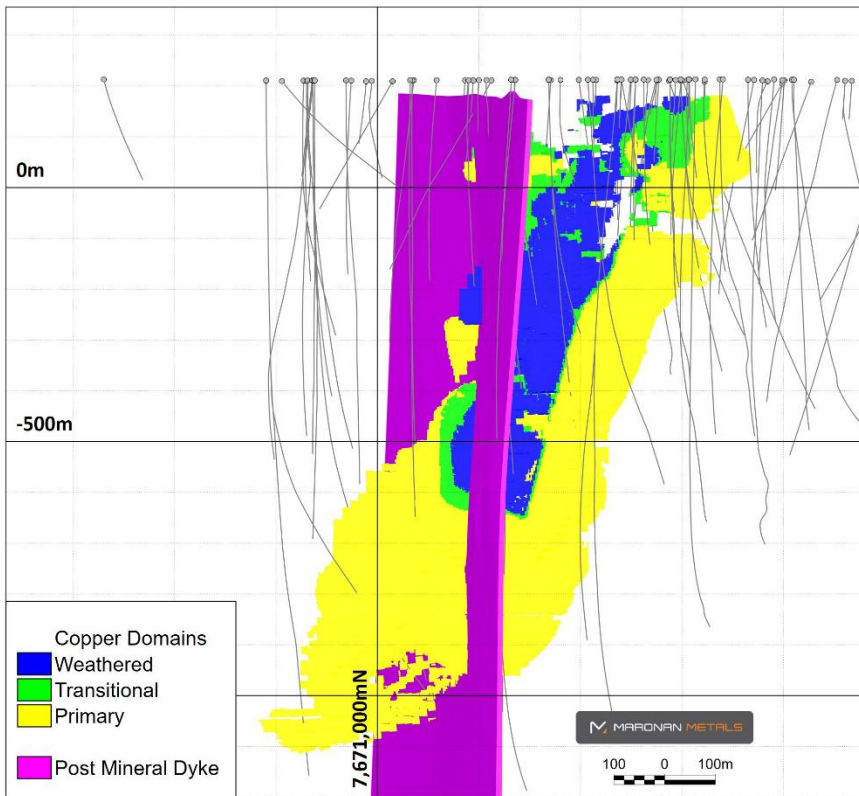 0m
-500m
Copper Domains
Weathered
Transitional
Primary
Post Mineral Dyke
7,671,000mN
MARONAN METALS
100 0 100m